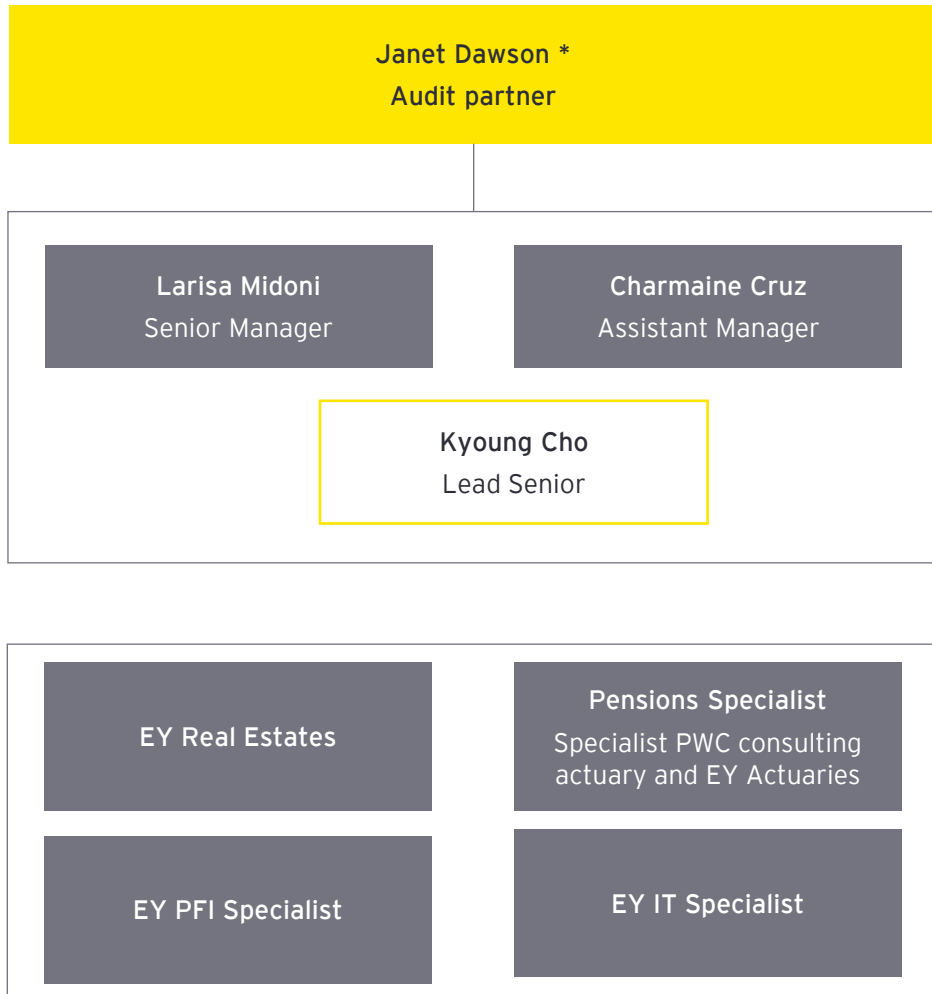 Janet Dawson *
Audit partner
Larisa Midoni
Senior Manager
Charmaine Cruz
Assistant Manager
Kyoung Cho
Lead Senior
EY Real Estates
Pensions Specialist
Specialist PWC consulting
actuary and EY Actuaries
EY PFI Specialist
EY IT Specialist